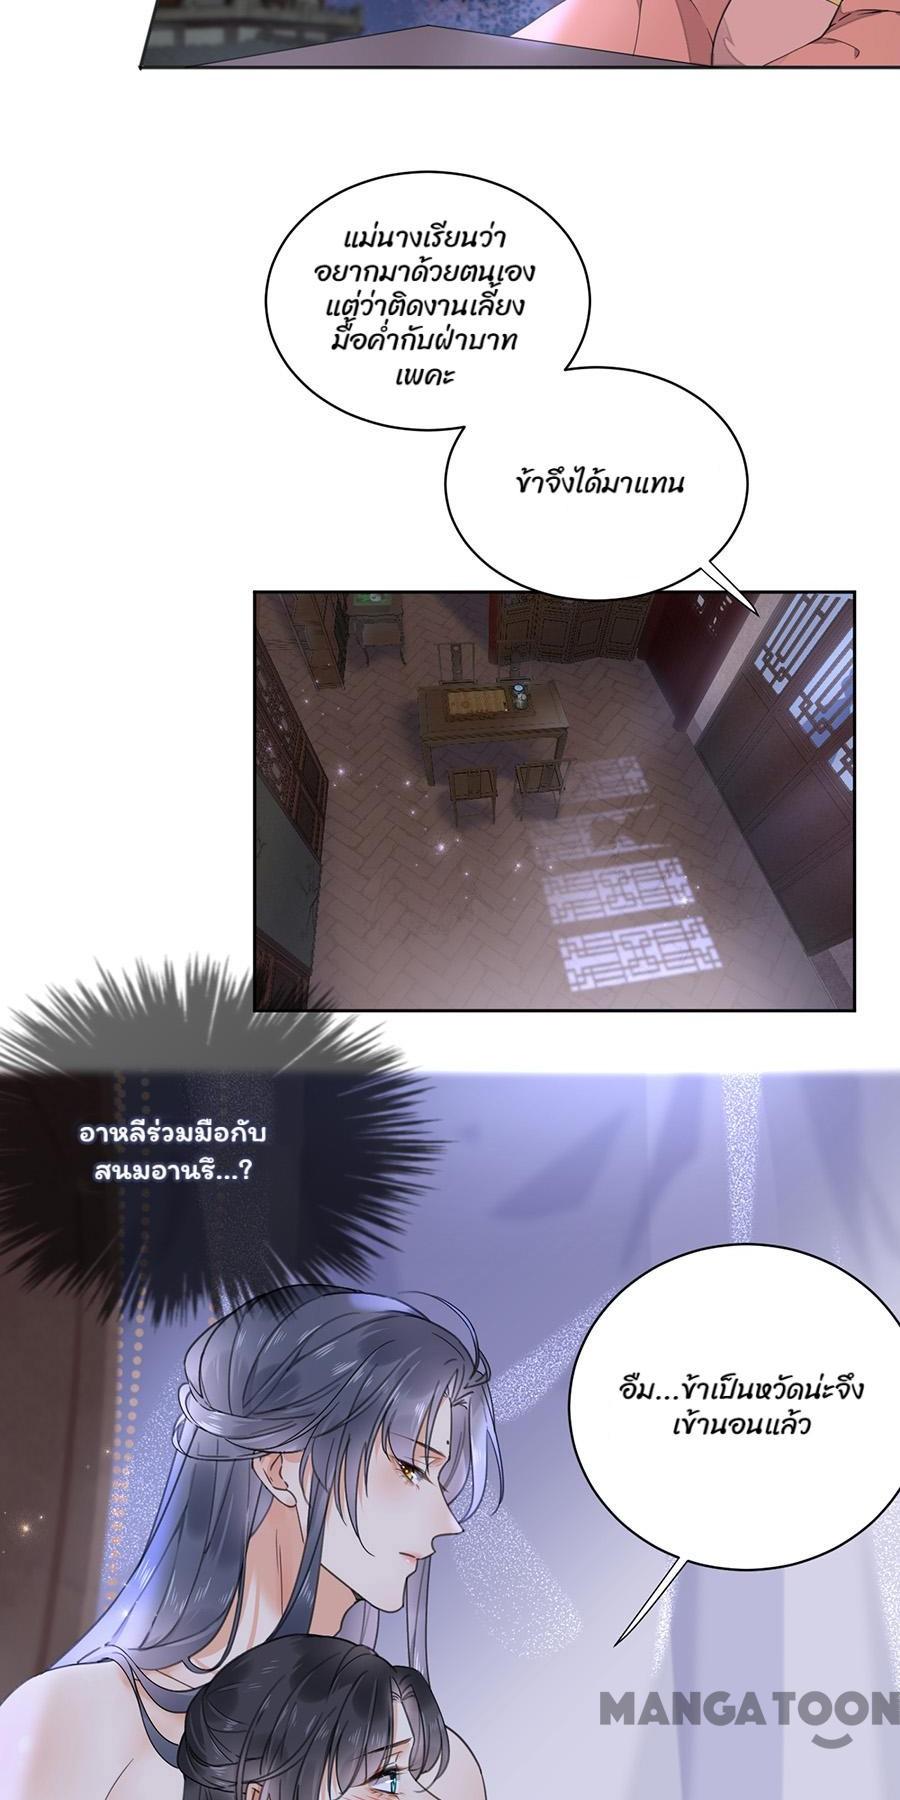 แม่นางเรียนว่า
อยากมาด้วยตนเอง
แต่ว่าติดงานเลี้ยง
มื้อค่ำกับฝ่าบาท
เพคะ
ข้าจึงได้มาแทน
อาหลีร่วมมือกับ
สนมอานรึ...?
อืม...ข้าเป็นหวัดน่ะจึง
เข้านอนแล้ว
MANGATOON